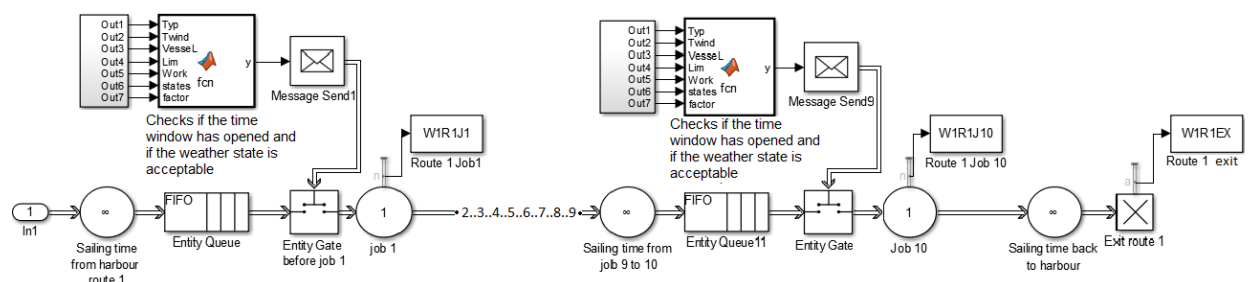 Out1
Out2
Out3
Out4
Out5
Out6
Out7
Typ
Twind
VesseL
Lim
Work
states
factor
fcn
y
Message Send1
Checks if the time
window has opened and
if the weather state is
acceptable
W1R1J1
Route 1 Job1
n
1
In1
∞
Sailing time
from harbour
route 1
FIFO
Entity Queue
Entity Gate
before job 1
1
job 1
2..3..4..5..6..7..8..9
Out1
Out2
Out3
Out4
Out5
Out6
Out7
Typ
Twind
VesseL
Lim
Work
states
factor
fcn
y
Message Send9
Checks if the time
window has opened and
if the weather state is
acceptable
W1R1J10
Route 1 Job 10
n
W1R1EX
Route 1 exit
a
∞
Sailing time from
job 9 to 10
FIFO
Entity Queue11
Entity Gate
1
Job 10
∞
Sailing time back
to harbour
Exit route 1